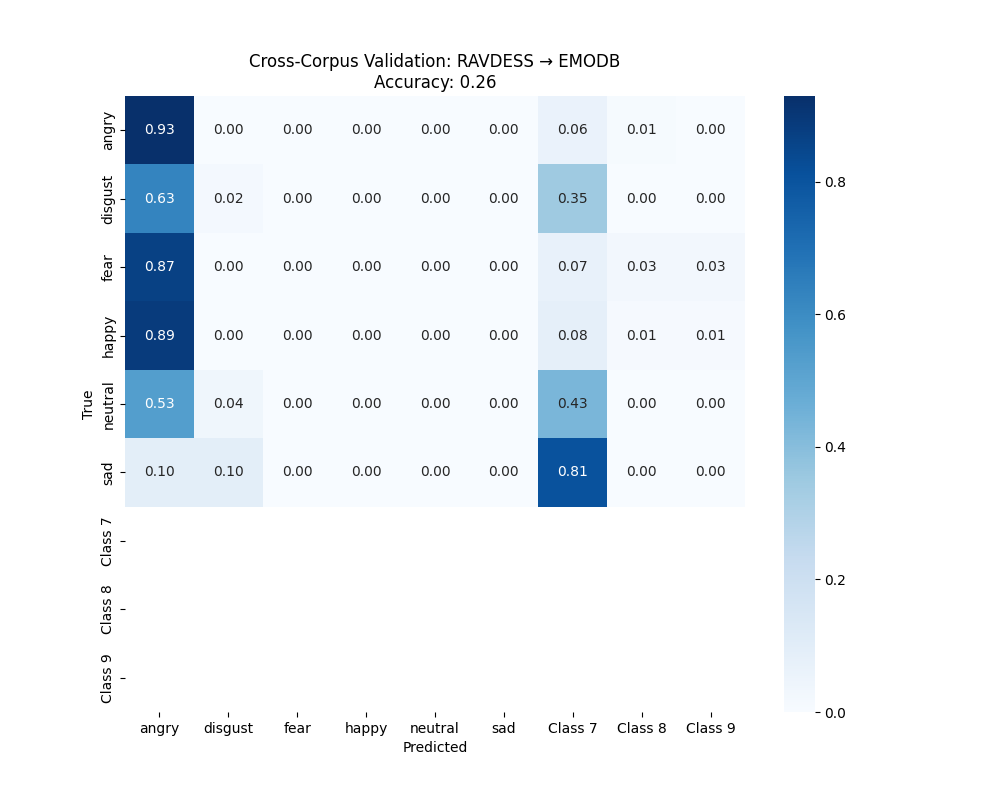 Cross-Corpus Validation: RAVDESS → EMODB
Accuracy: 0.26
True
angry 0.93 0.00 0.00 0.00 0.00 0.00 0.06 0.01 0.00
disgust 0.63 0.02 0.00 0.00 0.00 0.00 0.35 0.00 0.00
fear 0.87 0.00 0.00 0.00 0.00 0.00 0.07 0.03 0.03
happy 0.89 0.00 0.00 0.00 0.00 0.00 0.08 0.01 0.01
neutral 0.53 0.04 0.00 0.00 0.00 0.00 0.43 0.00 0.00
sad 0.10 0.10 0.00 0.00 0.00 0.00 0.81 0.00 0.00
Class 7
Class 8
Class 9
angry disgust fear happy neutral sad Class 7 Class 8 Class 9
Predicted
0.8
0.6
0.4
0.2
0.0